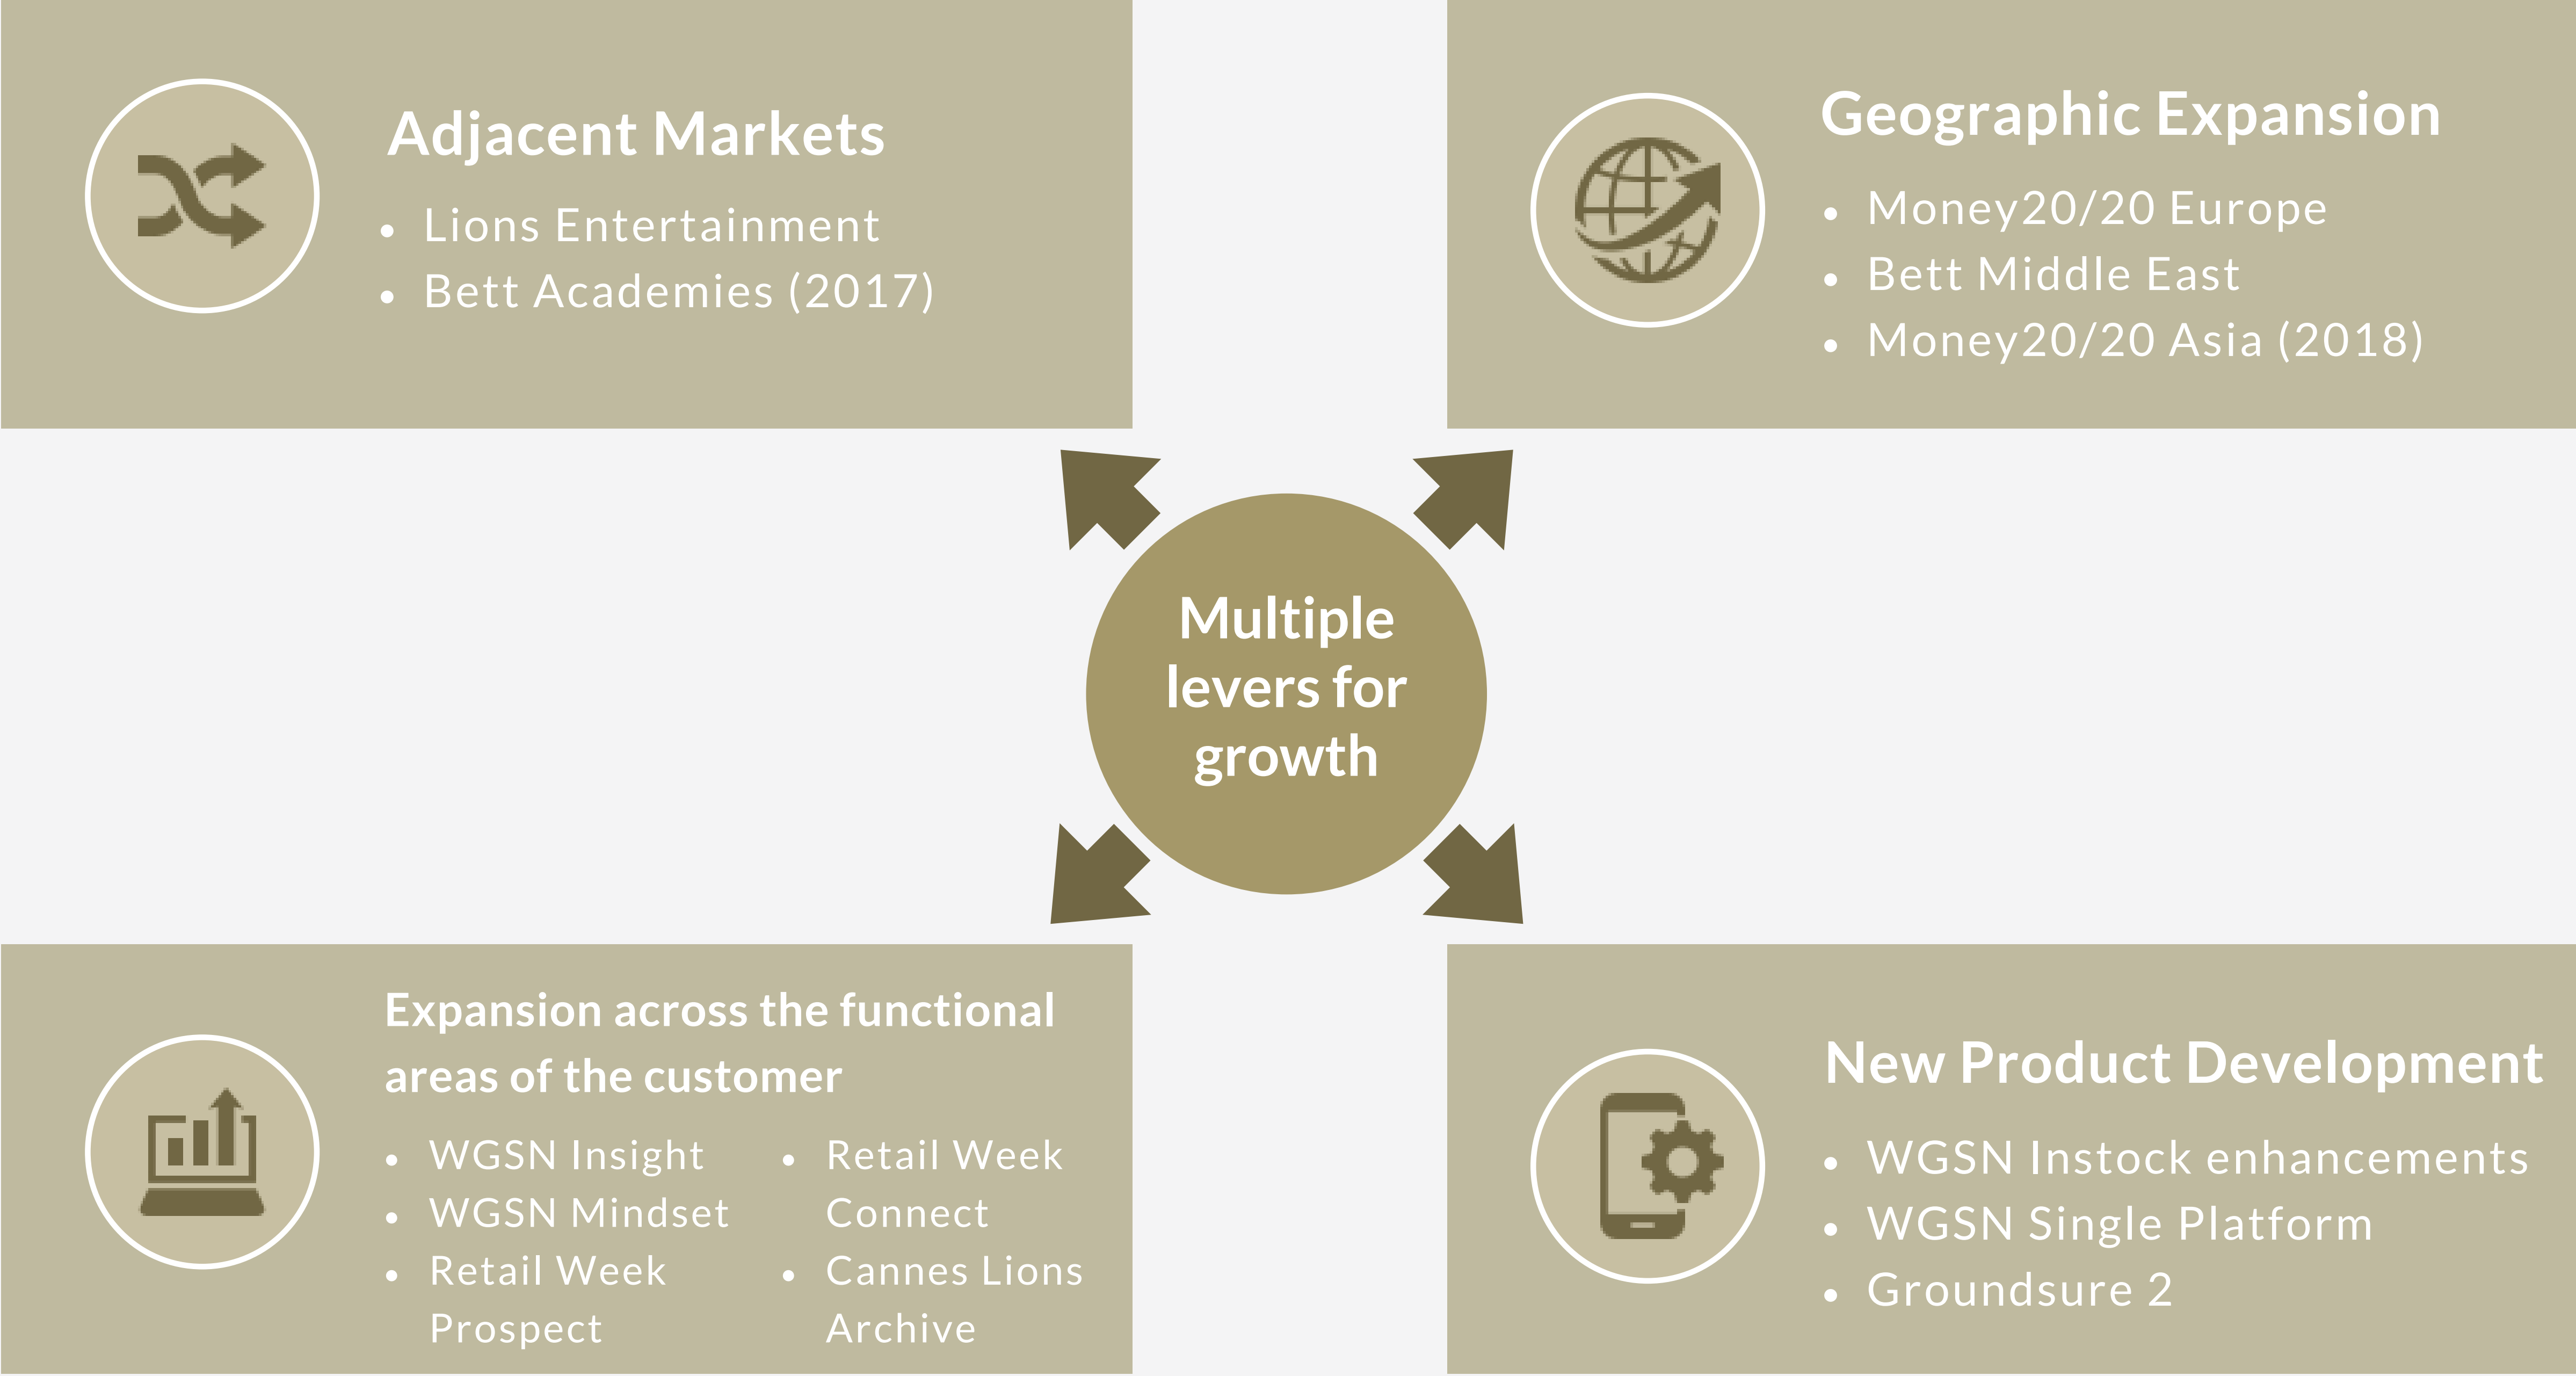 Adjacent Markets
• Lions Entertainment
• Bett Academies (2017)
Geographic Expansion
• Money20/20 Europe
• Bett Middle East
• Money20/20 Asia (2018)
Multiple
levers for
growth
Expansion across the functional
areas of the customer
• WGSN Insight
• WGSN Mindset
• Retail Week
Prospect
• Retail Week
Connect
• Cannes Lions
Archive
New Product Development
• WGSN Instock enhancements
• WGSN Single Platform
• Groundsure 2